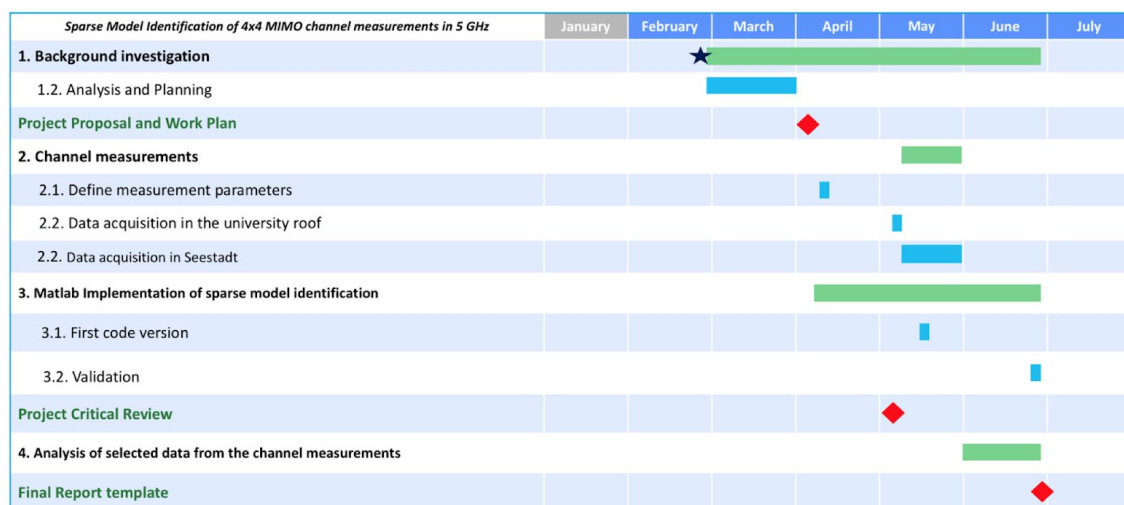 Sparse Model Identification of 4x4 MIMO channel measurements in 5 GHz January February March April May June July
1. Background investigation
1.2. Analysis and Planning
Project Proposal and Work Plan
2. Channel measurements
2.1. Define measurement parameters
2.2. Data acquisition in the university roof
2.2. Data acquisition in Seestadt
3. Matlab Implementation of sparse model identification
3.1. First code version
3.2. Validation
Project Critical Review
4. Analysis of selected data from the channel measurements
Final Report template